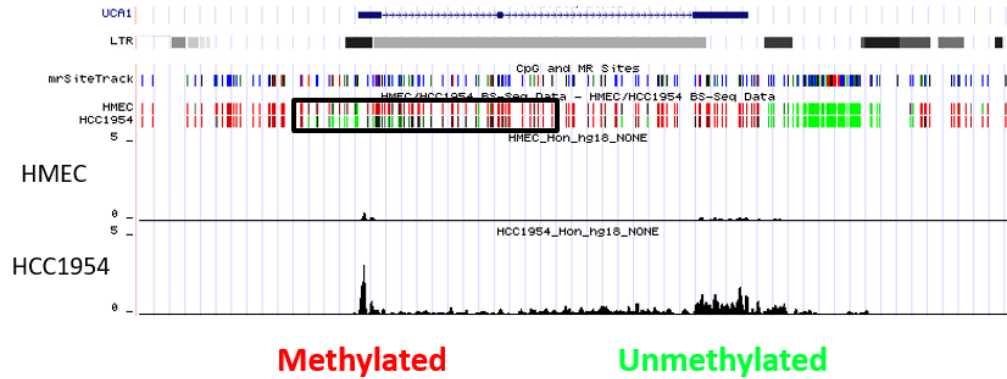 UCA1
LTR
CpG and MR Sites
mrSiteTrack
HMEC/HCC1954 BS-Seq Data - HMEC/HCC1954 BS-Seq Data
HMEC
HCC1954
5 _
HMEC_Hon_hg18_NONE
HMEC
0 _
5 _
HCC1954_Hon_hg18_NONE
HCC1954
0 _
Methylated Unmethylated